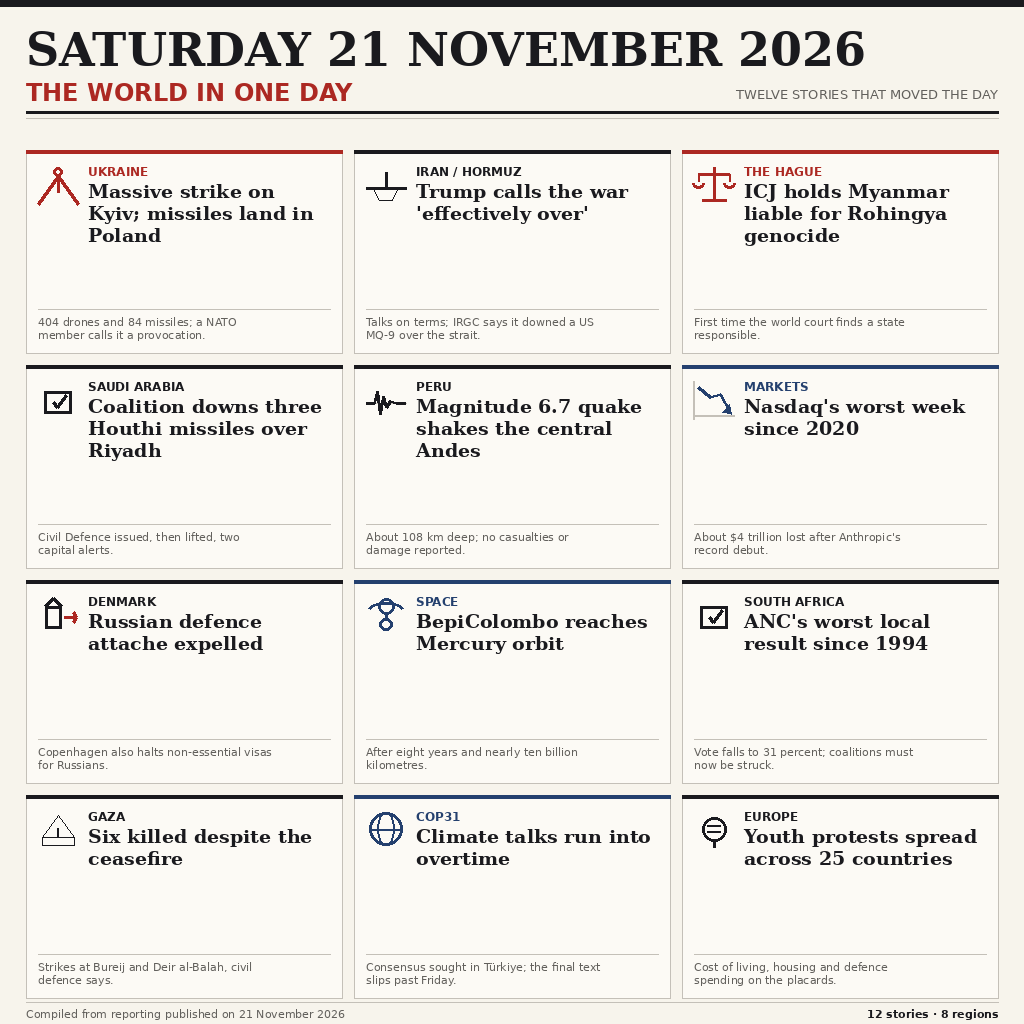 SATURDAY 21 NOVEMBER 2026
THE WORLD IN ONE DAY
TWELVE STORIES THAT MOVED THE DAY
UKRAINE
Massive strike on
Kyiv; missiles land in
Poland
404 drones and 84 missiles; a NATO
member calls it a provocation.
IRAN / HORMUZ
Trump calls the war
'effectively over'
Talks on terms; IRGC says it downed a US
MQ-9 over the strait.
THE HAGUE
ICJ holds Myanmar
liable for Rohingya
genocide
First time the world court finds a state
responsible.
SAUDI ARABIA
Coalition downs three
Houthi missiles over
Riyadh
Civil Defence issued, then lifted, two
capital alerts.
PERU
Magnitude 6.7 quake
shakes the central
Andes
About 108 km deep; no casualties or
damage reported.
MARKETS
Nasdaq's worst week
since 2020
About $4 trillion lost after Anthropic's
record debut.
DENMARK
Russian defence
attache expelled
Copenhagen also halts non-essential visas
for Russians.
SPACE
BepiColombo reaches
Mercury orbit
After eight years and nearly ten billion
kilometres.
SOUTH AFRICA
ANC's worst local
result since 1994
Vote falls to 31 percent; coalitions must
now be struck.
GAZA
Six killed despite the
ceasefire
Strikes at Bureij and Deir al-Balah, civil
defence says.
COP31
Climate talks run into
overtime
Consensus sought in Türkiye; the final text
slips past Friday.
EUROPE
Youth protests spread
across 25 countries
Cost of living, housing and defence
spending on the placards.
Compiled from reporting published on 21 November 2026
12 stories · 8 regions